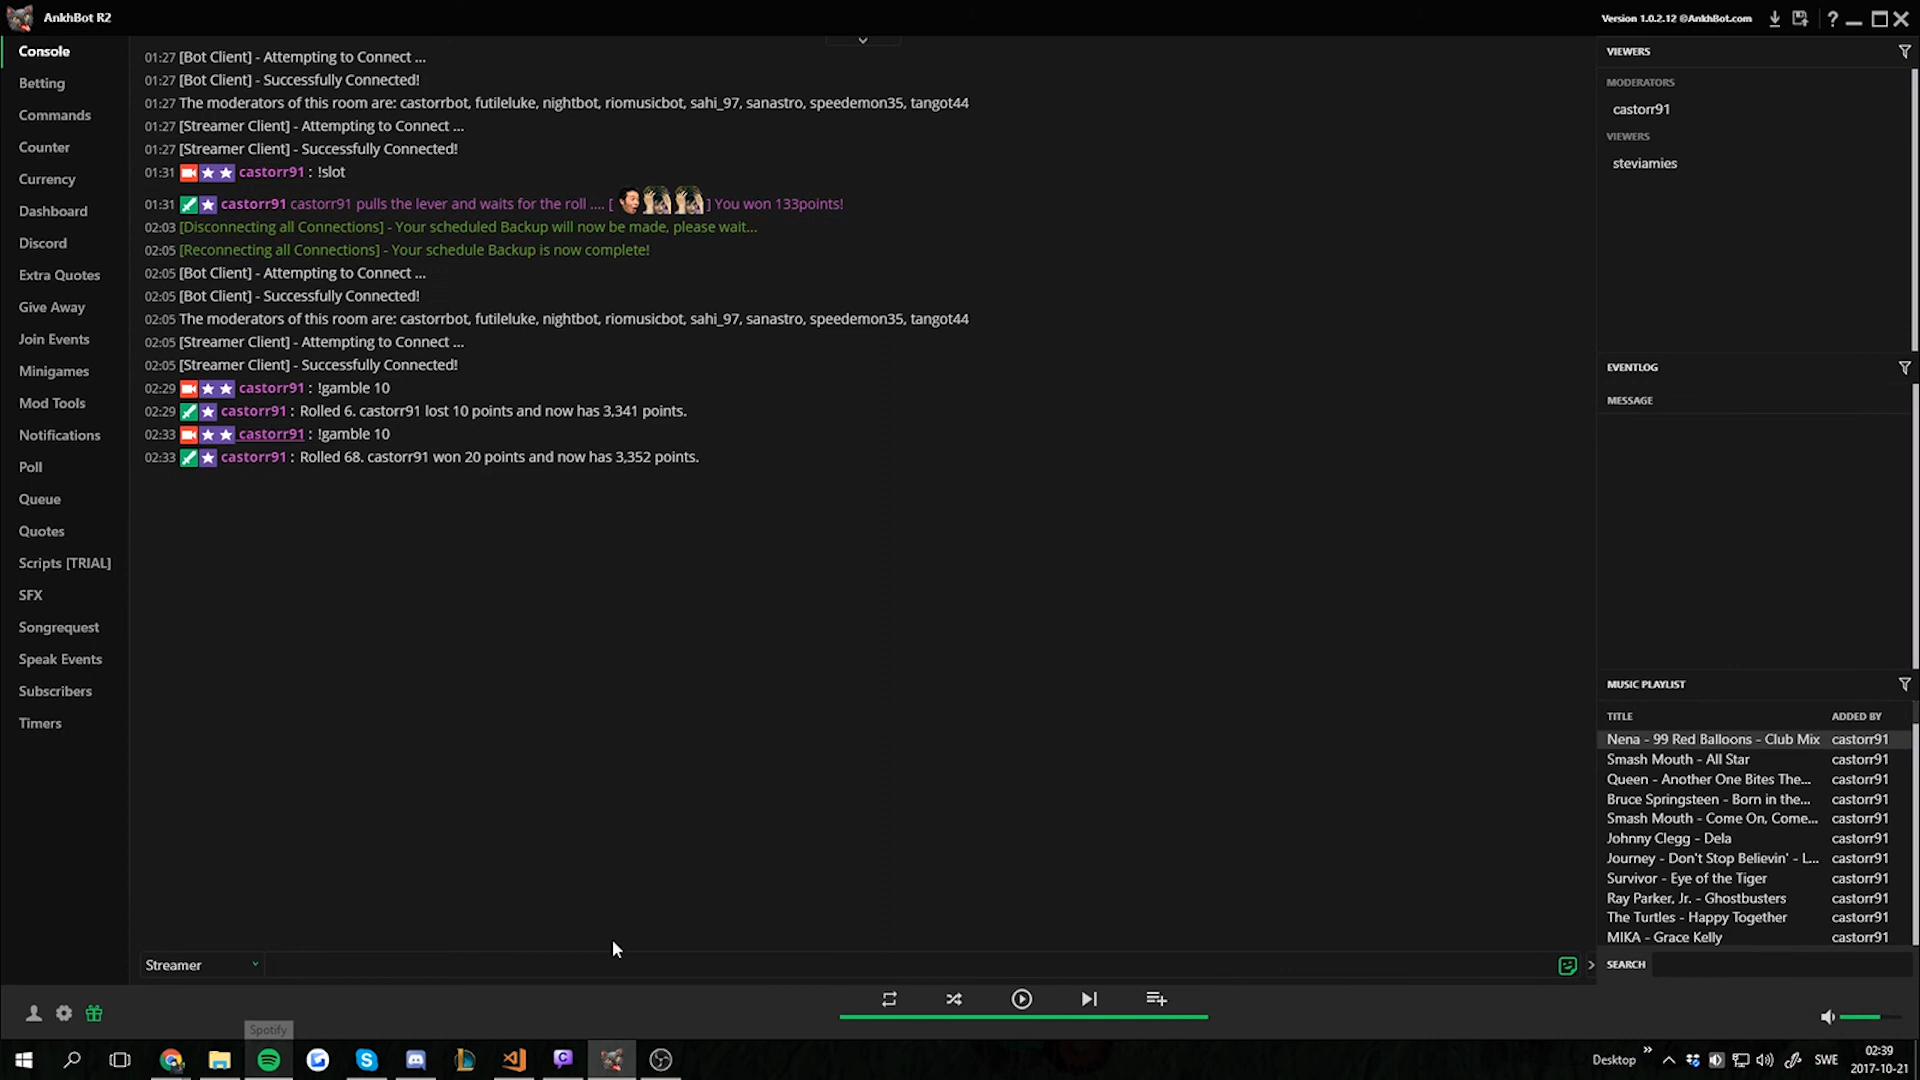 AnkhBot R2
Version 1.0.2.12 @AnkhBot.com
?
Console
Betting
Commands
Counter
Currency
Dashboard
Discord
Extra Quotes
Give Away
Join Events
Minigames
Mod Tools
Notifications
Poll
Queue
Quotes
Scripts [TRIAL]
SFX
Songrequest
Speak Events
Subscribers
Timers
01:27 [Bot Client] - Attempting to Connect ...
01:27 [Bot Client] - Successfully Connected!
01:27 The moderators of this room are: castorrbot, futileluke, nightbot, riomusicbot, sahi_97, sanastro, speedemon35, tangot44
01:27 [Streamer Client] - Attempting to Connect ...
01:27 [Streamer Client] - Successfully Connected!
01:31 castorr91 : !slot
01:31 castorr91 castorr91 pulls the lever and waits for the roll .... [ ] You won 133points!
02:03 [Disconnecting all Connections] - Your scheduled Backup will now be made, please wait...
02:05 [Reconnecting all Connections] - Your schedule Backup is now complete!
02:05 [Bot Client] - Attempting to Connect ...
02:05 [Bot Client] - Successfully Connected!
02:05 The moderators of this room are: castorrbot, futileluke, nightbot, riomusicbot, sahi_97, sanastro, speedemon35, tangot44
02:05 [Streamer Client] - Attempting to Connect ...
02:05 [Streamer Client] - Successfully Connected!
02:29 castorr91 : !gamble 10
02:29 castorr91 : Rolled 6. castorr91 lost 10 points and now has 3,341 points.
02:33 castorr91 : !gamble 10
02:33 castorr91 : Rolled 68. castorr91 won 20 points and now has 3,352 points.
Streamer
VIEWERS
MODERATORS
castorr91
VIEWERS
steviamies
EVENTLOG
MESSAGE
MUSIC PLAYLIST
TITLE ADDED BY
Nena - 99 Red Balloons - Club Mix castorr91
Smash Mouth - All Star castorr91
Queen - Another One Bites The... castorr91
Bruce Springsteen - Born in the... castorr91
Smash Mouth - Come On, Come... castorr91
Johnny Clegg - Dela castorr91
Journey - Don't Stop Believin' - L... castorr91
Survivor - Eye of the Tiger castorr91
Ray Parker, Jr. - Ghostbusters castorr91
The Turtles - Happy Together castorr91
MIKA - Grace Kelly castorr91
SEARCH
Spotify
Desktop
SWE
02:39
2017-10-21